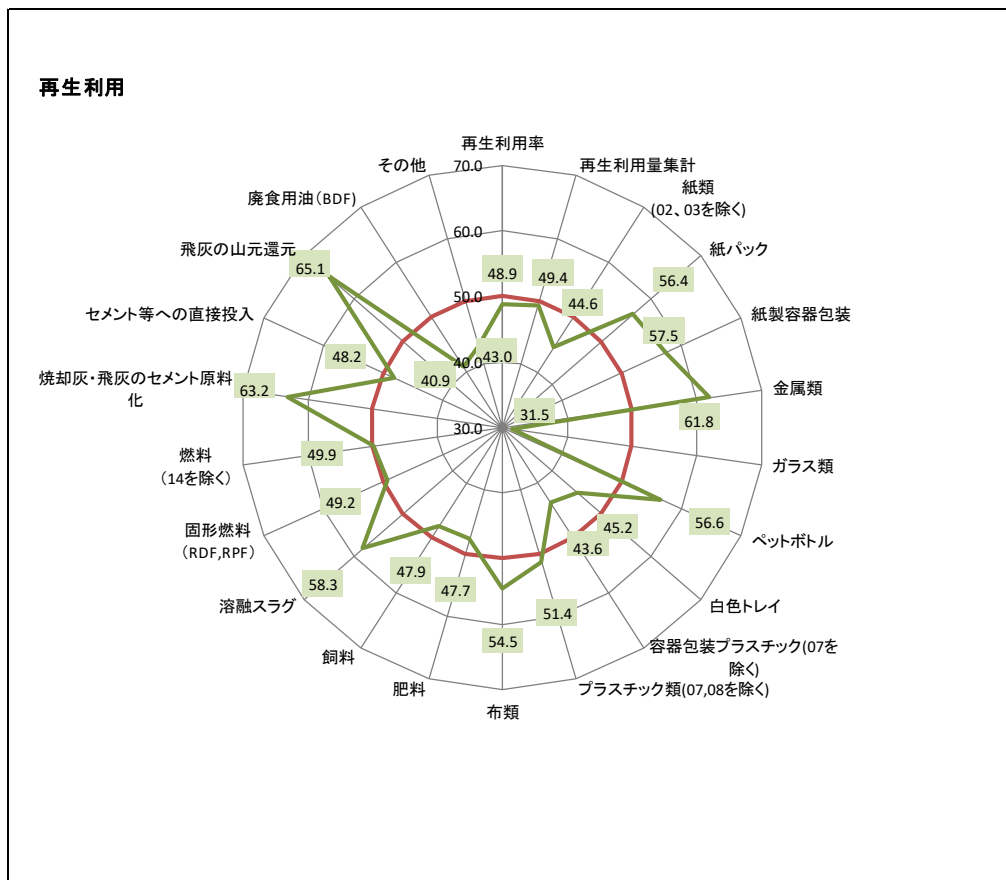 再生利用
再生利用率
再生利用量集計
紙類
(02、03を除く)
紙パック
紙製容器包装
金属類
ガラス類
ペットボトル
白色トレイ
容器包装プラスチック(07を
除く)
プラスチック類(07,08を除く)
布類
肥料
飼料
溶融スラグ
固形燃料
(RDF,RPF)
燃料
(14を除く)
焼却灰・飛灰のセメント原料
化
セメント等への直接投入
飛灰の山元還元
廃食用油(BDF)
その他
70.0
60.0
50.0
40.0
30.0
48.9
49.4
44.6
56.4
57.5
61.8
31.5
56.6
45.2
43.6
51.4
54.5
47.7
47.9
58.3
49.2
49.9
63.2
48.2
65.1
40.9
43.0